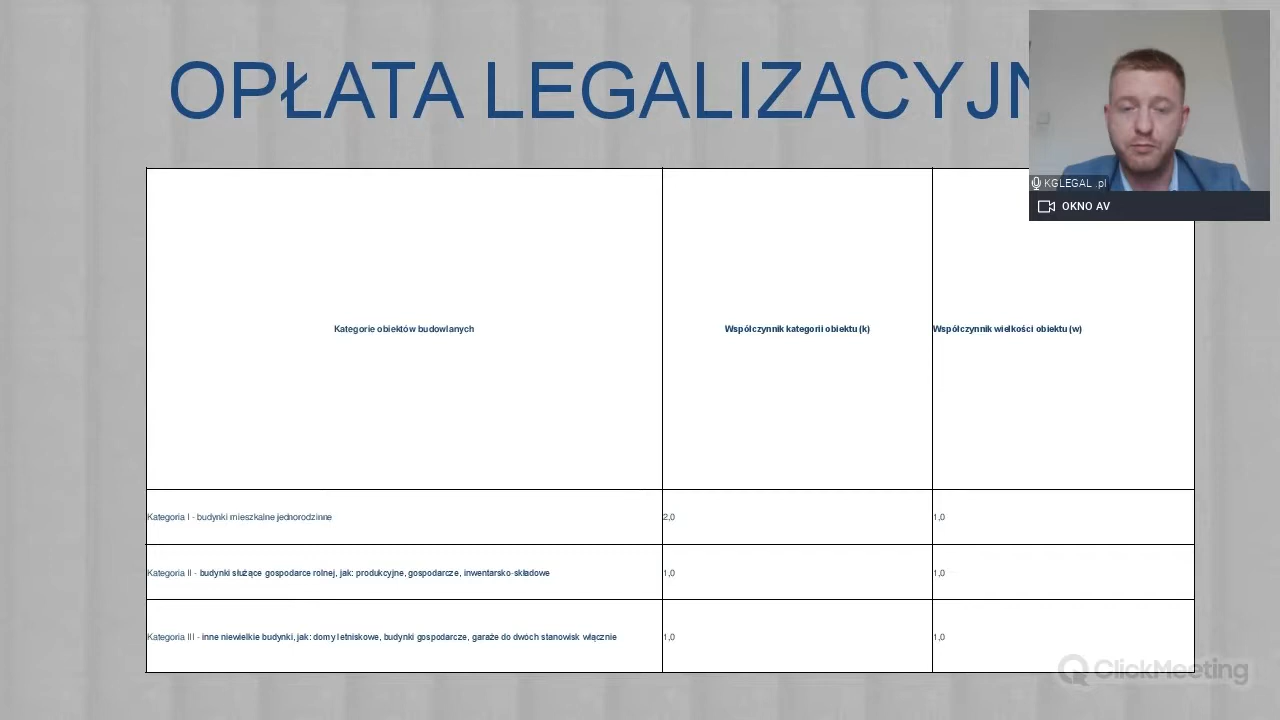 OPŁATA LEGALIZACYJN
KGLEGAL .pl
OKNO AV
Kategorie obiektów budowlanych
Współczynnik kategorii obiektu (k)
Współczynnik wielkości obiektu (w)
Kategoria I - budynki mieszkalne jednorodzinne
2,0
1,0
Kategoria II - budynki służące gospodarce rolnej, jak: produkcyjne, gospodarcze, inwentarsko-składowe
1,0
1,0
Kategoria III - inne niewielkie budynki, jak: domy letniskowe, budynki gospodarcze, garaże do dwóch stanowisk włącznie
1,0
1,0
ClickMeeting